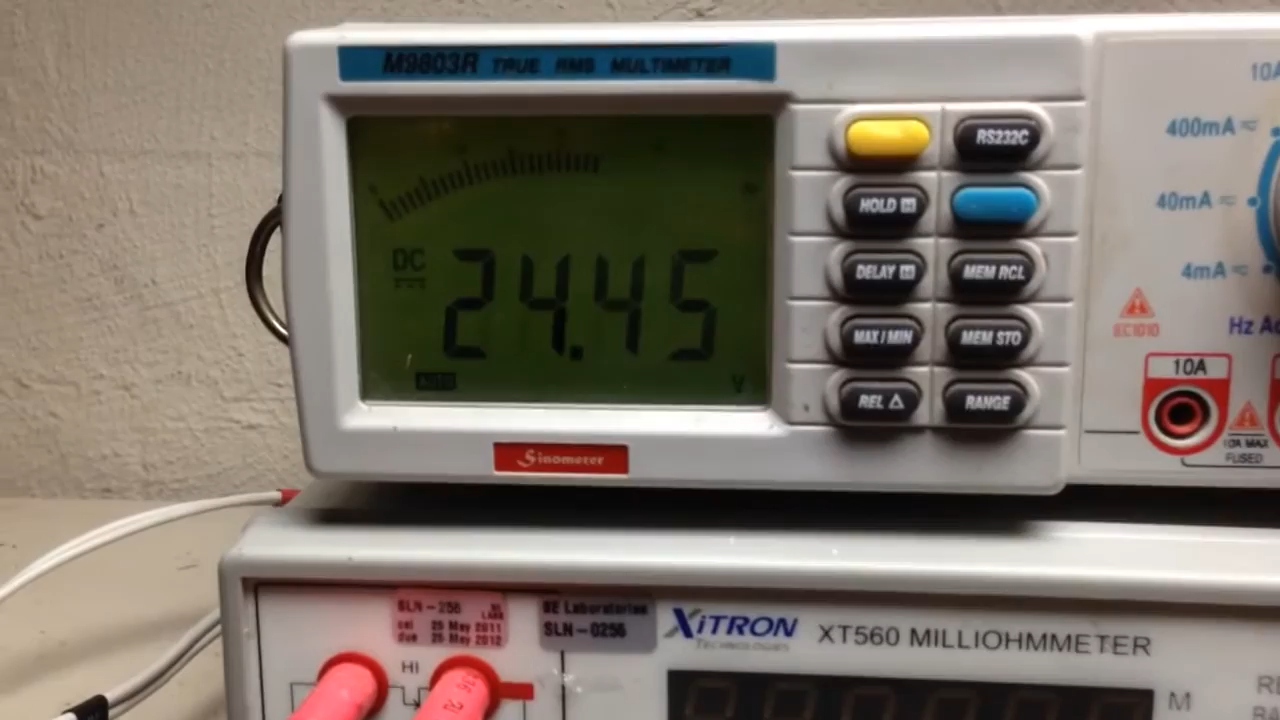 M9803R TRUE RMS MULTIMETER
DC
24.45
AUTO
V
RS232C
HOLD H
DELAY H
MEM RCL
MAX / MIN
MEM STO
REL △
RANGE
10A
400mA
40mA
4mA
IEC1010
Hz
10A
10A MAX
FUSED
Sinometer
SLN-256
cal 25 May 2011
due 25 May 2012
SE Laboratories
SLN-0256
XiTRON
TECHNOLOGIES
XT560 MILLIOHMMETER
HI
M